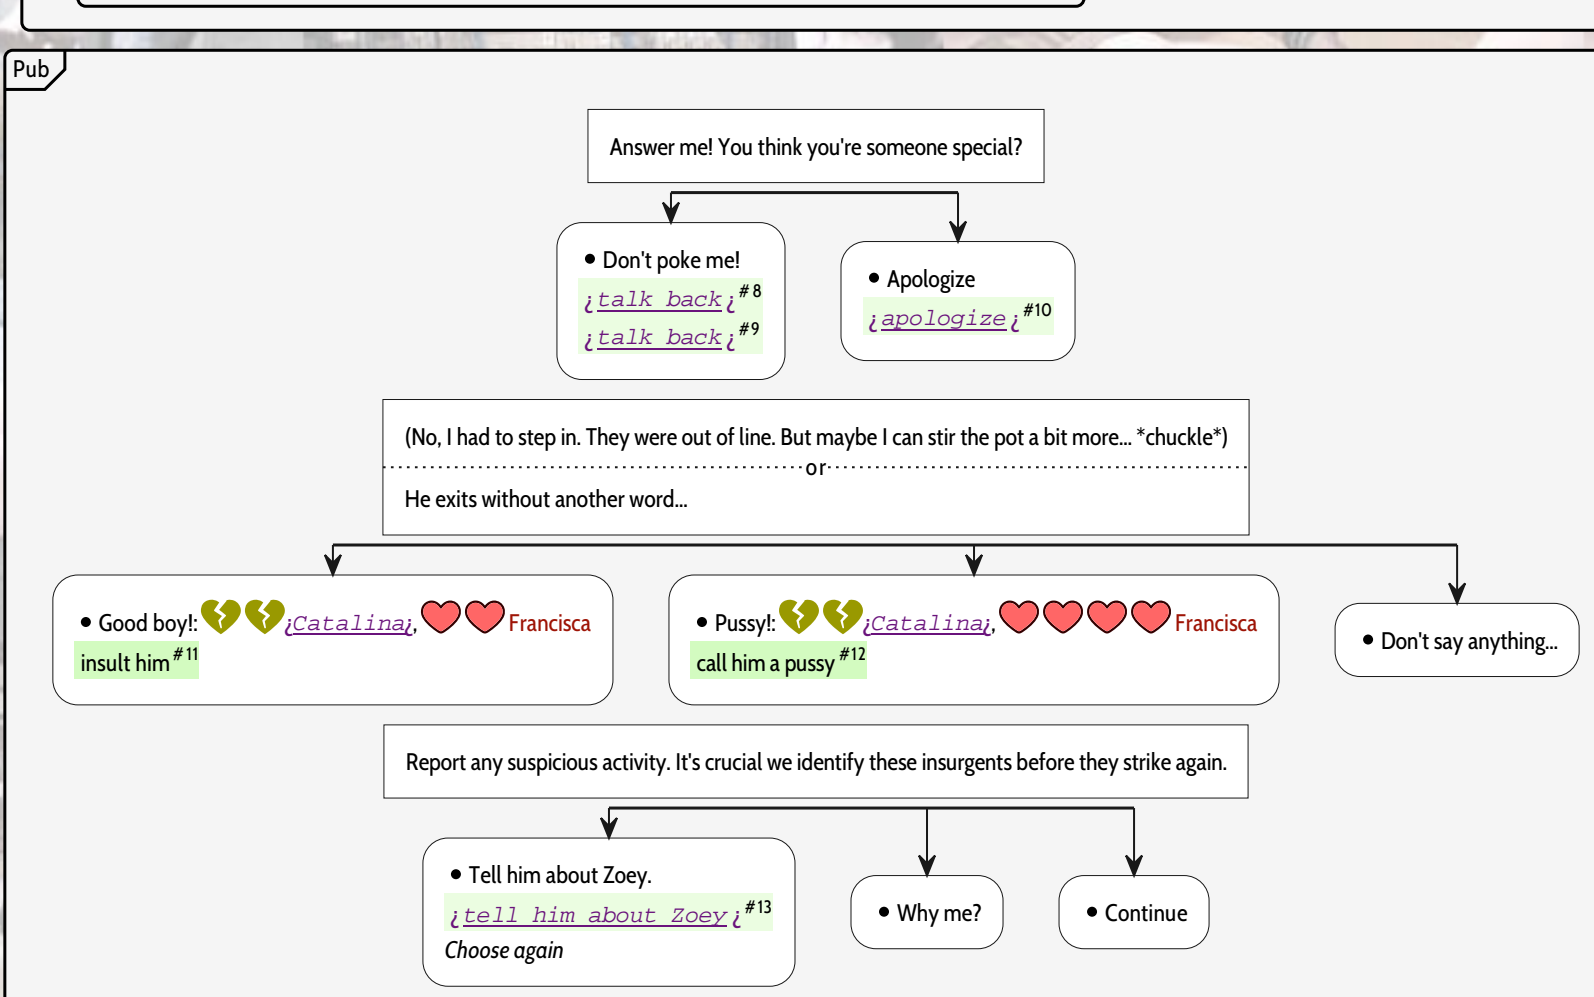 Pub
Answer me! You think you're someone special?
• Don't poke me!
¿talk back¿ #8
¿talk back¿ #9
• Apologize
¿apologize¿ #10
(No, I had to step in. They were out of line. But maybe I can stir the pot a bit more... *chuckle*)
or
He exits without another word...
• Good boy!: ¿Catalina¿, Francisca
insult him #11
• Pussy!: ¿Catalina¿, Francisca
call him a pussy #12
• Don't say anything...
Report any suspicious activity. It's crucial we identify these insurgents before they strike again.
• Tell him about Zoey.
¿tell him about Zoey¿ #13
Choose again
• Why me?
• Continue